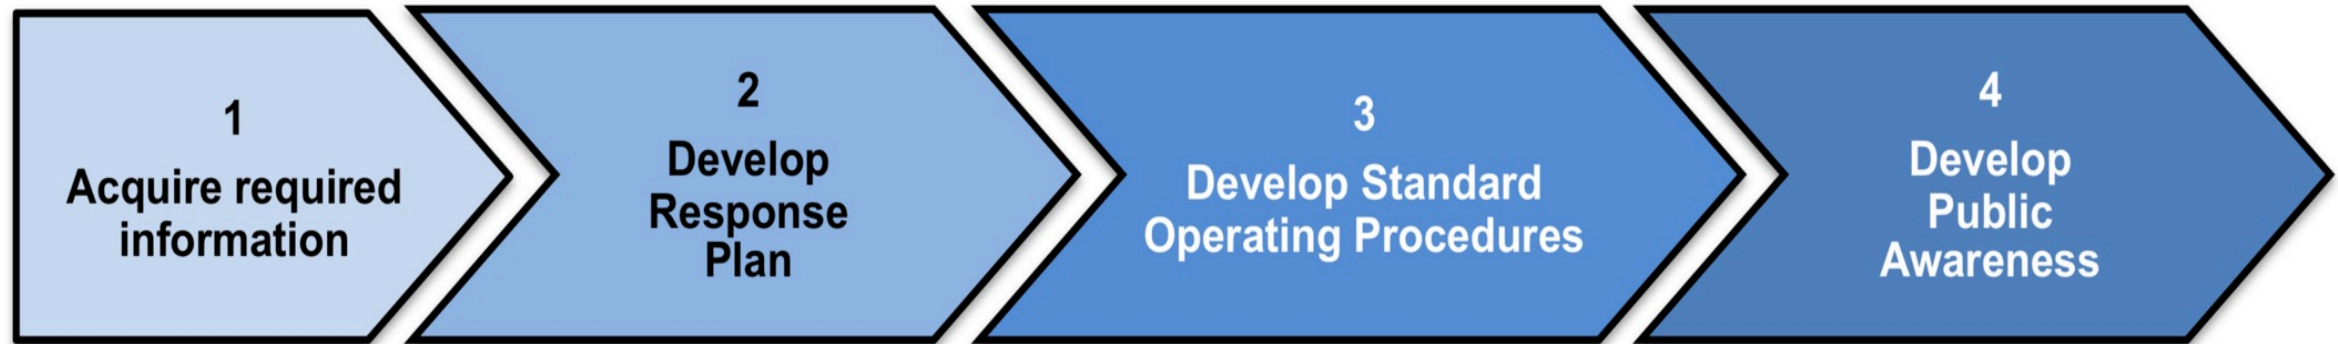 1
Acquire required
information
2
Develop
Response
Plan
3
Develop Standard
Operating Procedures
4
Develop
Public
Awareness